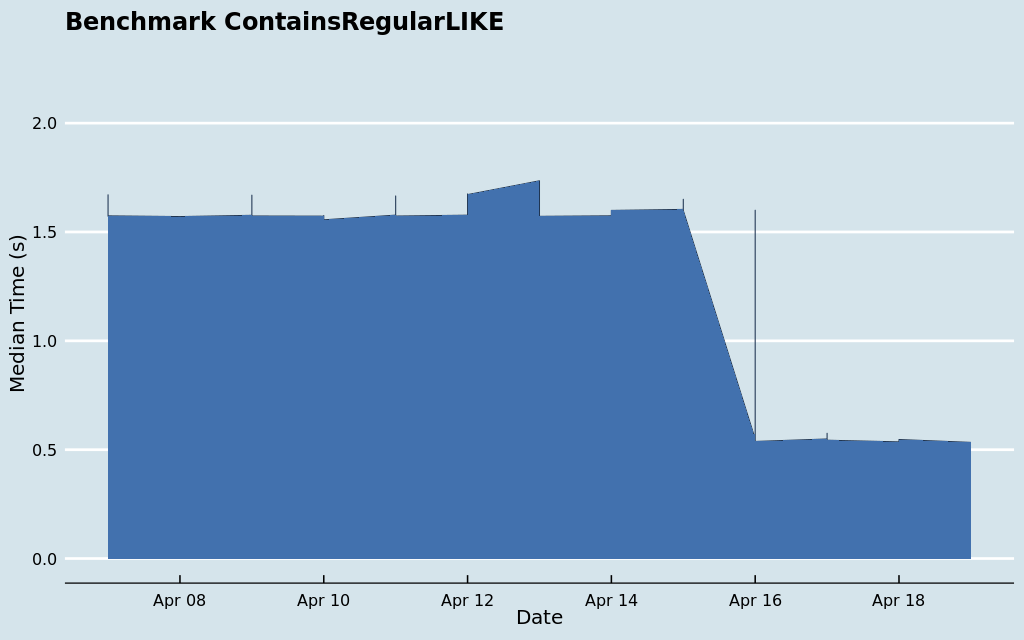 Benchmark ContainsRegularLIKE
Median Time (s)
2.0
1.5
1.0
0.5
0.0
Apr 08 Apr 10 Apr 12 Apr 14 Apr 16 Apr 18
Date